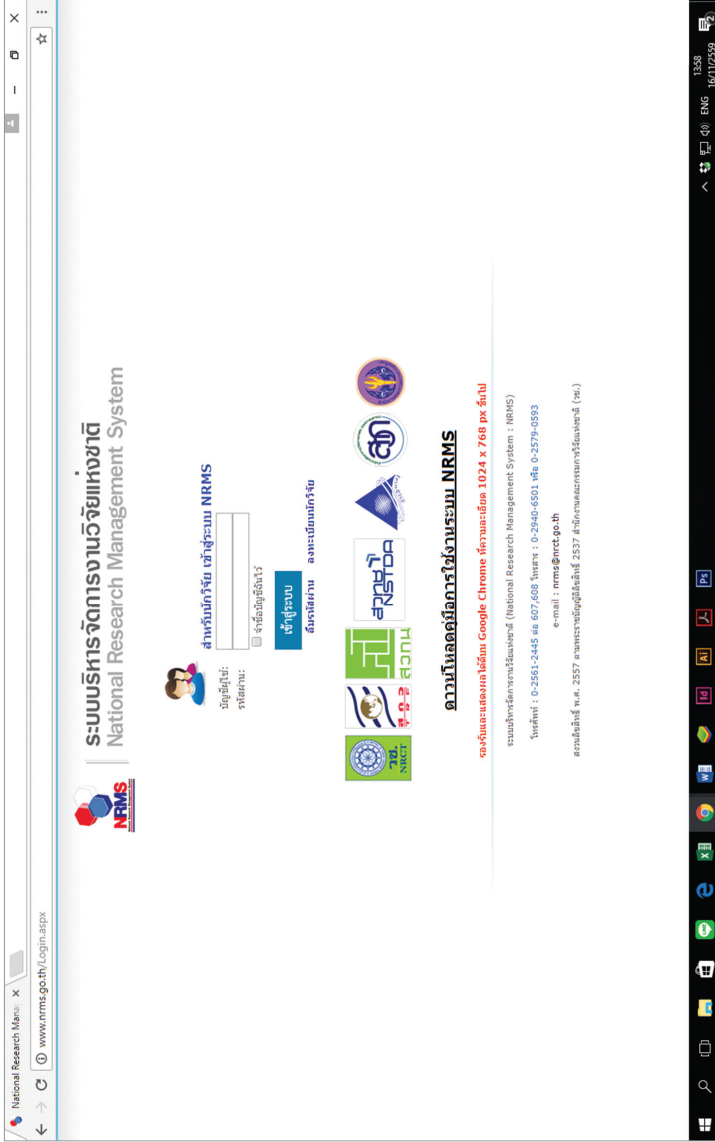 National Research Mana
www.nrms.go.th/Login.aspx
NRMS
ระบบบริหารจัดการงานวิจัยแห่งชาติ
National Research Management System
สำหรับนักวิจัย เข้าสู่ระบบ NRMS
บัญชีผู้ใช้:
รหัสผ่าน:
จำชื่อบัญชีฉันไว้
เข้าสู่ระบบ
ลืมรหัสผ่าน ลงทะเบียนนักวิจัย
วช.
NRCT
สวทน
สวทช
NSTDA
ดาวน์โหลดคู่มือการใช้งานระบบ NRMS
รองรับและแสดงผลได้ดีบน Google Chrome ที่ความละเอียด 1024 x 768 px ขึ้นไป
ระบบบริหารจัดการงานวิจัยแห่งชาติ (National Research Management System : NRMS)
โทรศัพท์ : 0-2561-2445 ต่อ 607,608 โทรสาร : 0-2940-6501 หรือ 0-2579-0593
e-mail : nrms@nrct.go.th
สงวนลิขสิทธิ์ พ.ศ. 2557 ตามพระราชบัญญัติลิขสิทธิ์ 2537 สำนักงานคณะกรรมการวิจัยแห่งชาติ (วช.)
Id
Ai
Ps
ENG
13:58
16/11/2559
2